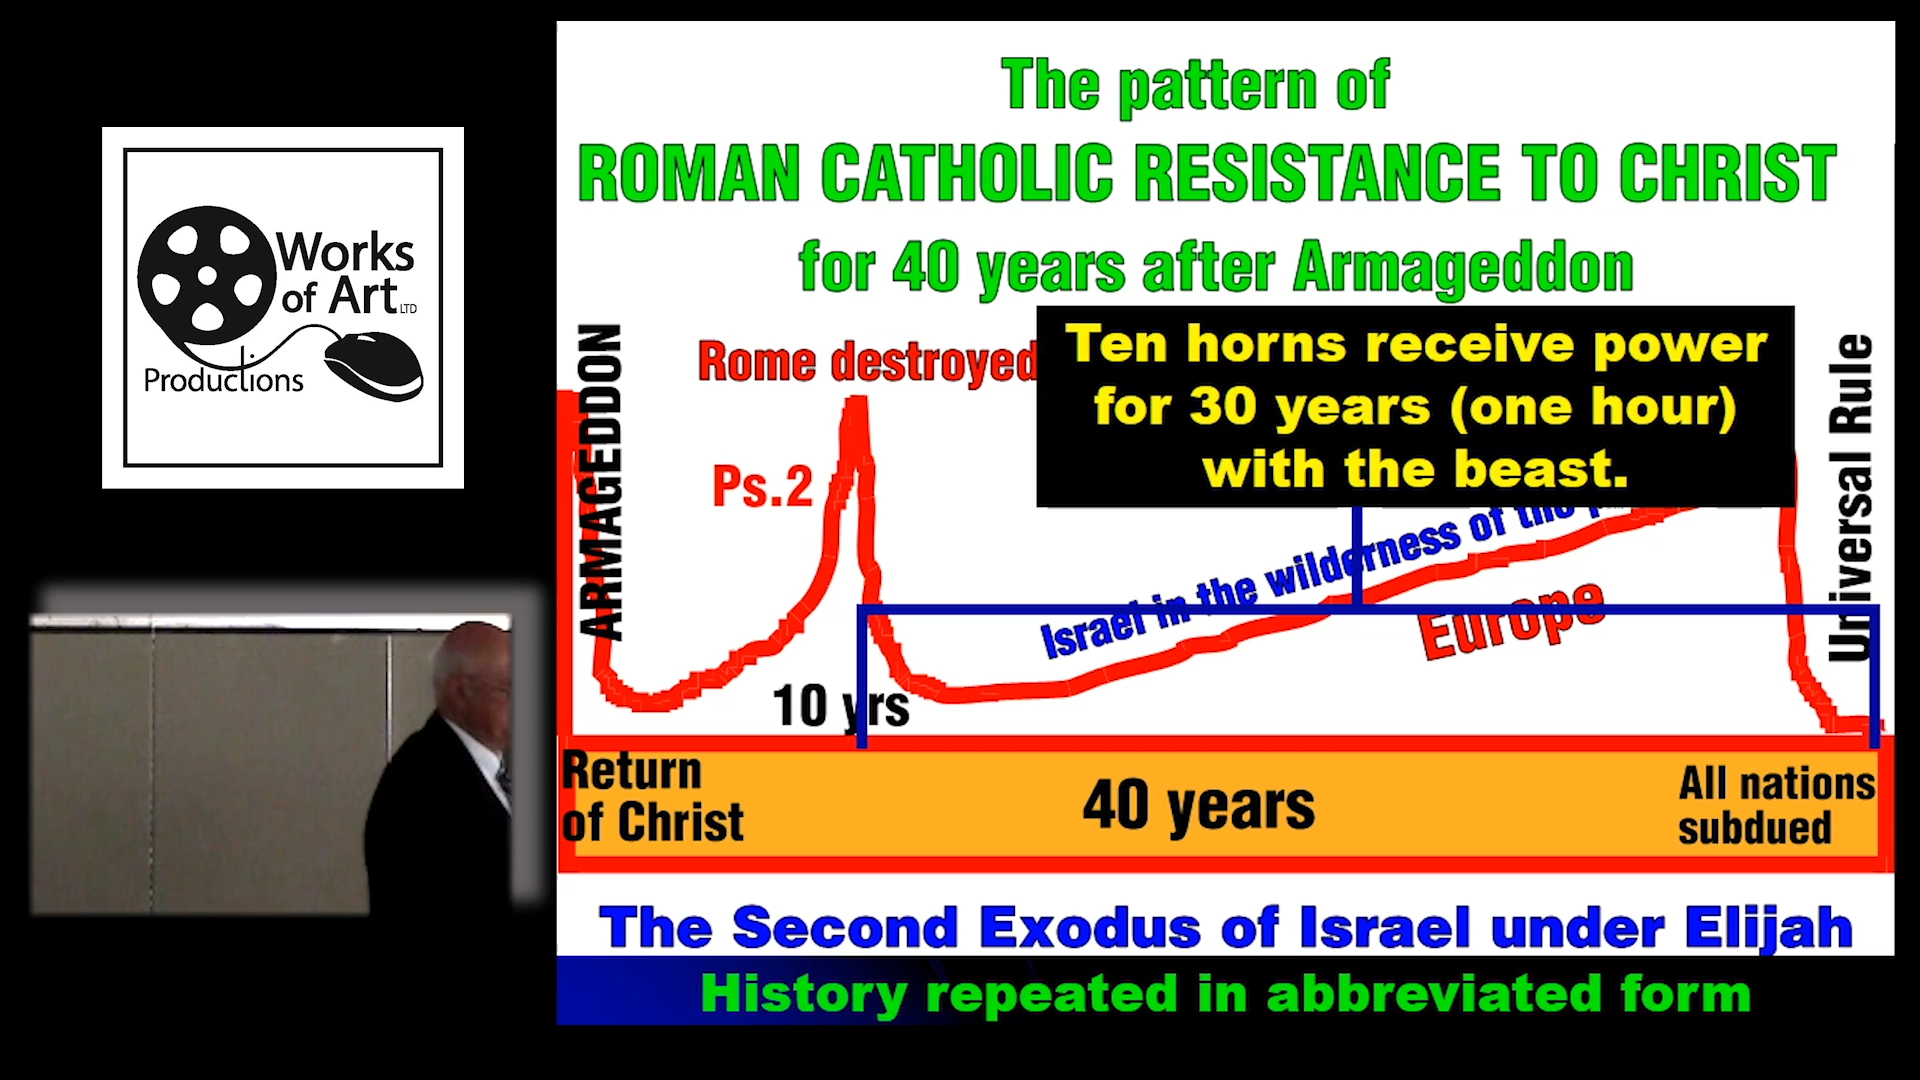 Works
of Art LTD
Productions
The pattern of
ROMAN CATHOLIC RESISTANCE TO CHRIST
for 40 years after Armageddon
ARMAGEDDON
Rome destroyed
Ten horns receive power
for 30 years (one hour)
with the beast.
Ps.2
Universal Rule
Israel in the wilderness of the
Europe
10 yrs
Return
of Christ
40 years
All nations
subdued
The Second Exodus of Israel under Elijah
History repeated in abbreviated form